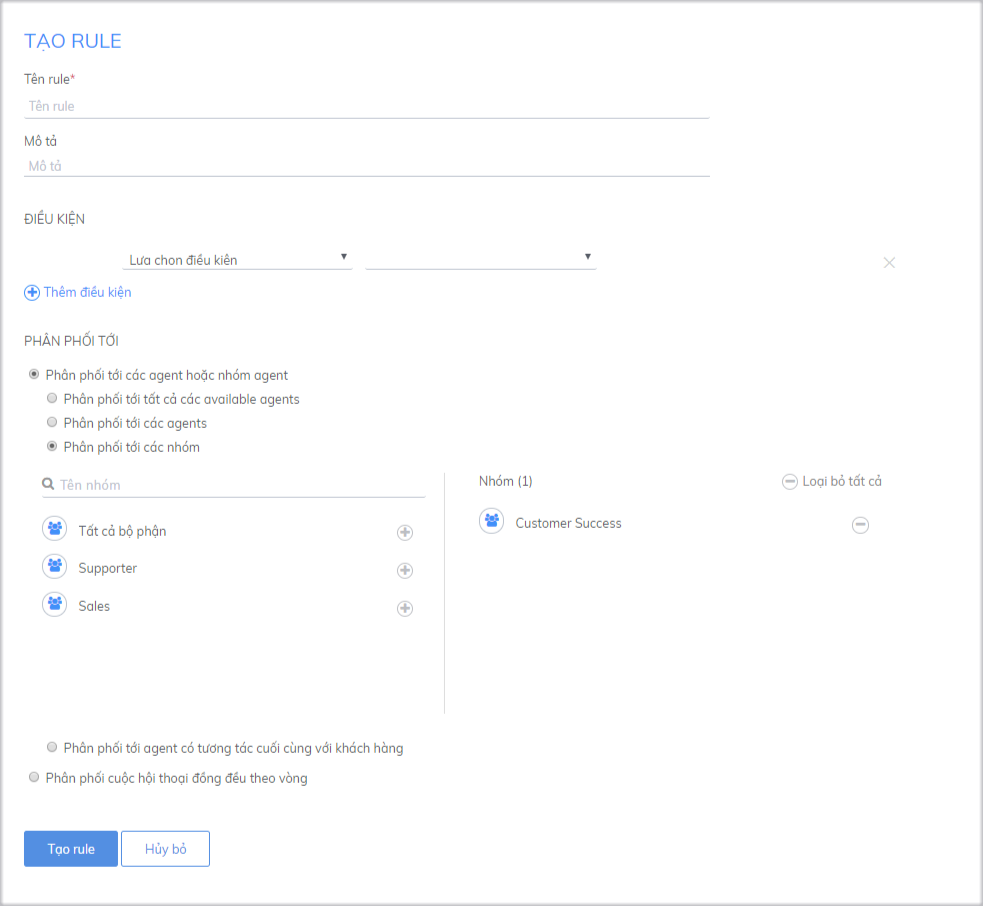 TẠO RULE
Tên rule*
Tên rule
Mô tả
Mô tả
ĐIỀU KIỆN
Lưa chon điều kiên
Thêm điều kiện
PHÂN PHỐI TỚI
Phân phối tới các agent hoặc nhóm agent
Phân phối tới tất cả các available agents
Phân phối tới các agents
Phân phối tới các nhóm
Tên nhóm
Tất cả bộ phận
Supporter
Sales
Nhóm (1)
Loại bỏ tất cả
Customer Success
Phân phối tới agent có tương tác cuối cùng với khách hàng
Phân phối cuộc hội thoại đồng đều theo vòng
Tạo rule
Hủy bỏ